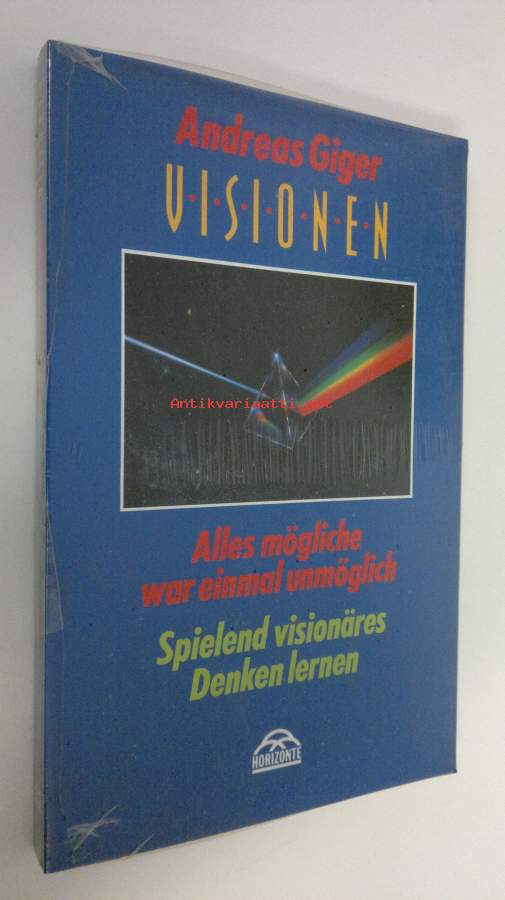 Andreas Giger
V·I·S·I·O·N·E·N
Antikvariaatti.net
Alles mögliche
war einmal unmöglich
Spielend visionäres
Denken lernen
HORIZONTE